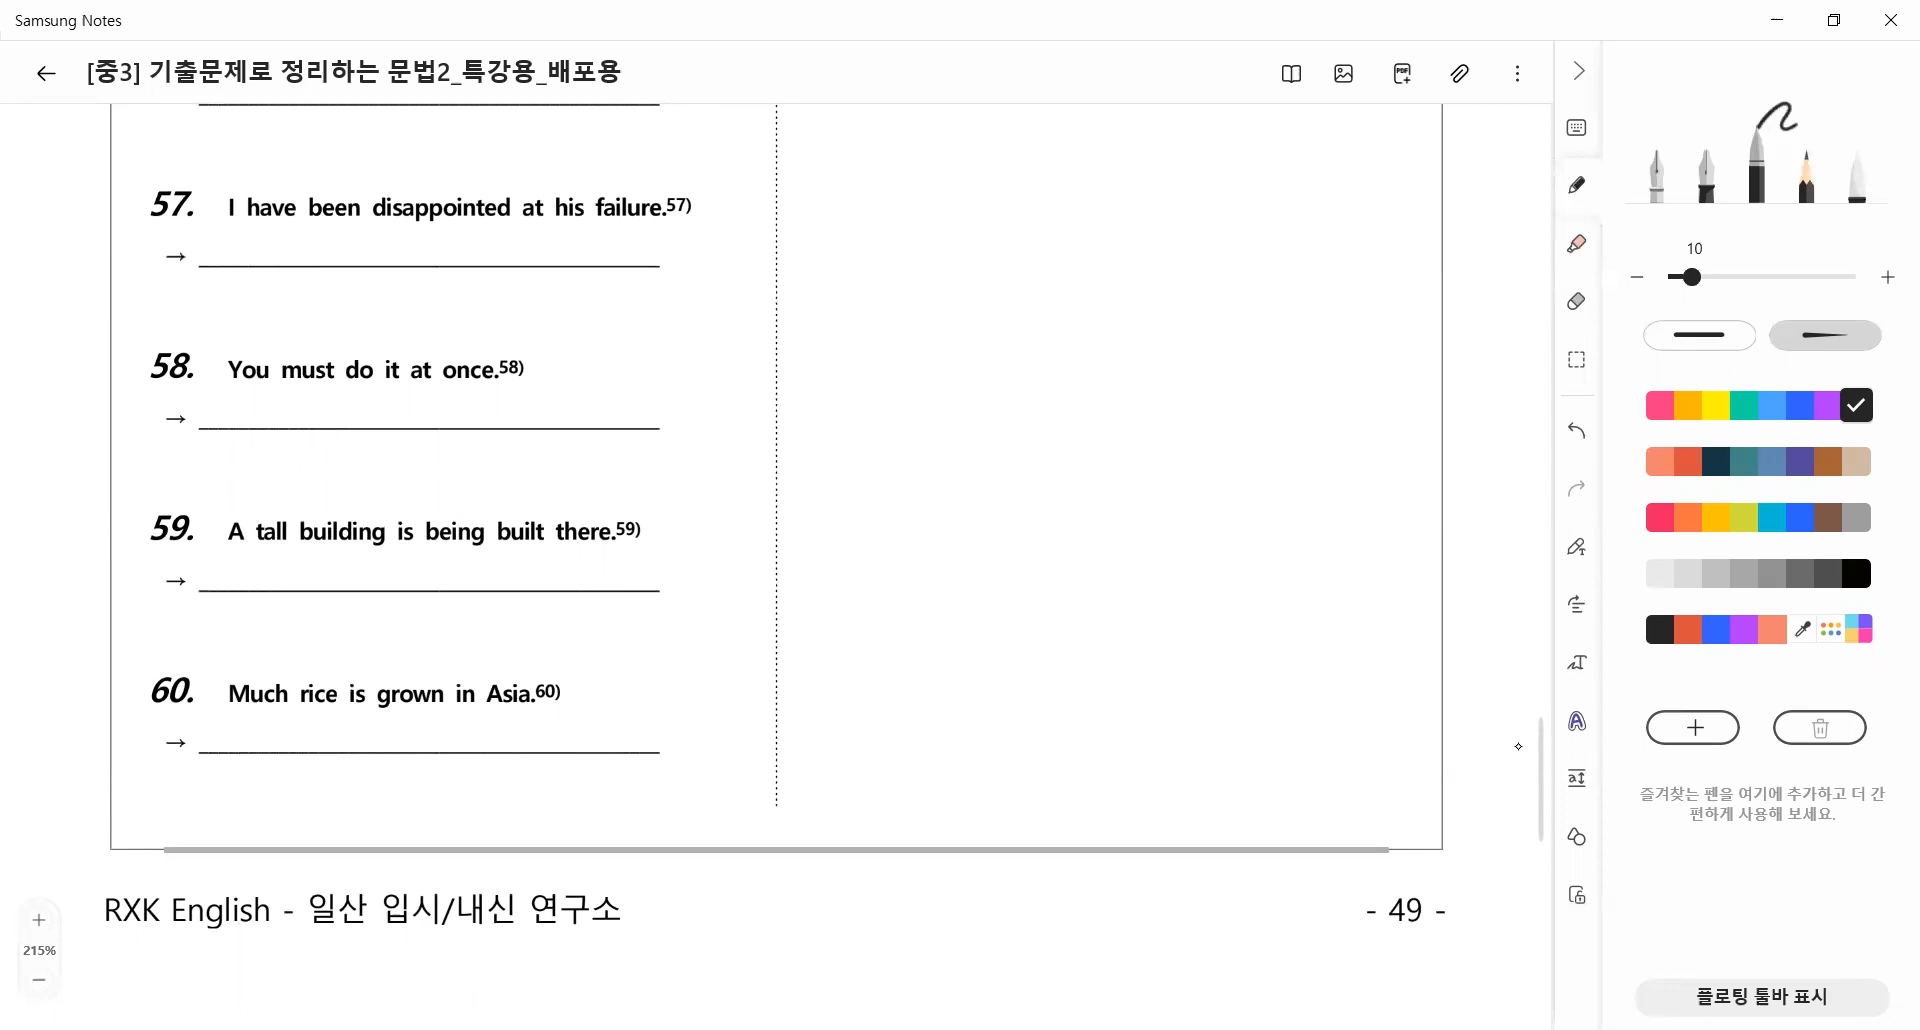 Samsung Notes
[중3] 기출문제로 정리하는 문법2_특강용_배포용
57. I have been disappointed at his failure.57)
→ ______________________________
58. You must do it at once.58)
→ ______________________________
59. A tall building is being built there.59)
→ ______________________________
60. Much rice is grown in Asia.60)
→ ______________________________
RXK English - 일산 입시/내신 연구소
- 49 -
215%
PDF
10
즐겨찾는 펜을 여기에 추가하고 더 간
편하게 사용해 보세요.
플로팅 툴바 표시